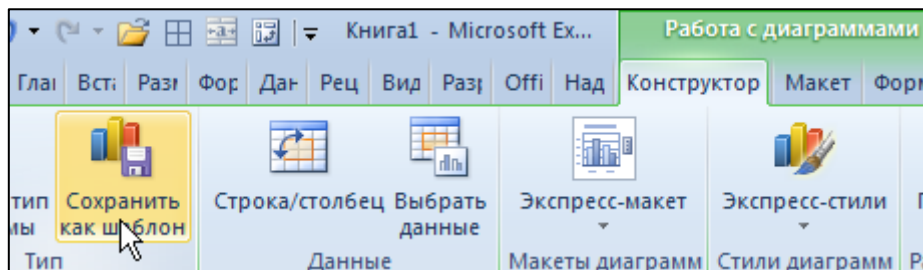 Книга1 - Microsoft Ex...
Работа с диаграммами
Глаı Вста Разм Фор Дан Рец Вид Разр Offi Над Конструктор Макет Форм
тип Сохранить Строка/столбец Выбрать Экспресс-макет Экспресс-стили
мы как шаблон данные
Тип Данные Макеты диаграмм Стили диаграмм Р